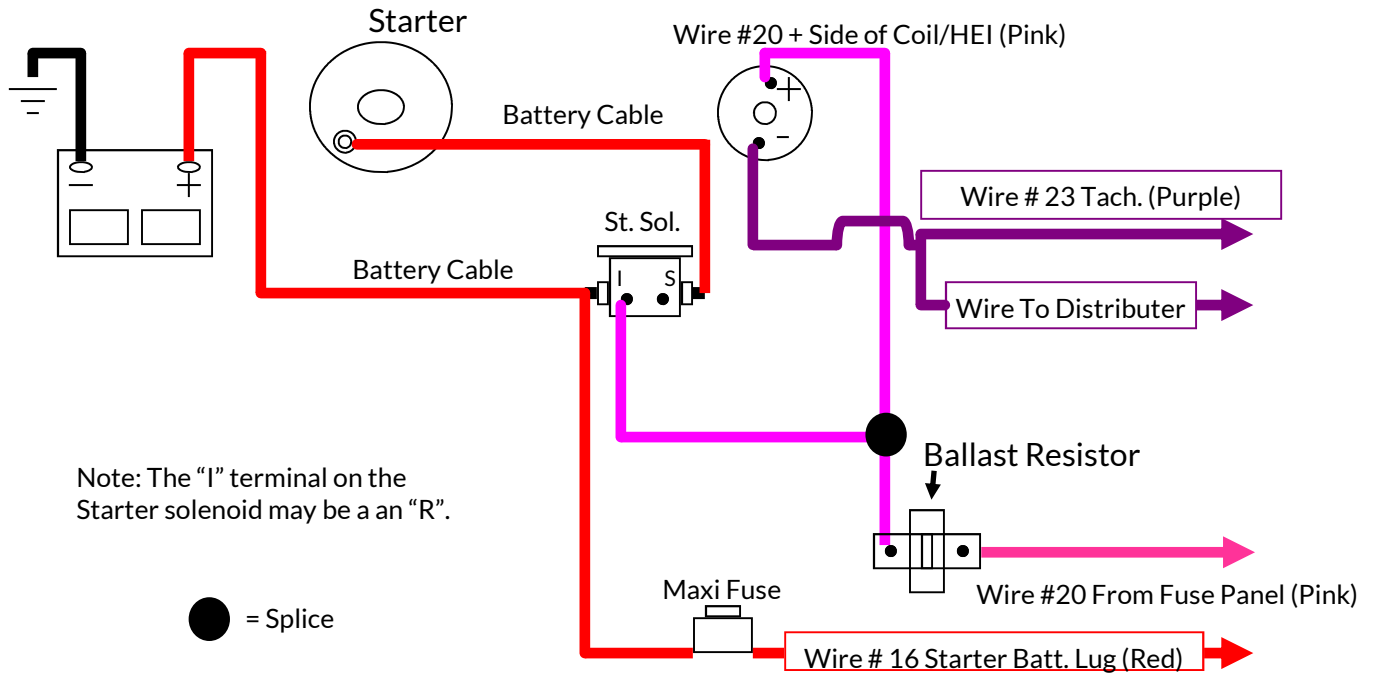 Starter
Wire #20 + Side of Coil/HEI (Pink)
Battery Cable
+
−
Wire # 23 Tach. (Purple)
−
+
St. Sol.
Battery Cable
I
S
Wire To Distributer
Ballast Resistor
Note: The “I” terminal on the
Starter solenoid may be a an “R”.
Maxi Fuse
Wire #20 From Fuse Panel (Pink)
= Splice
Wire # 16 Starter Batt. Lug (Red)